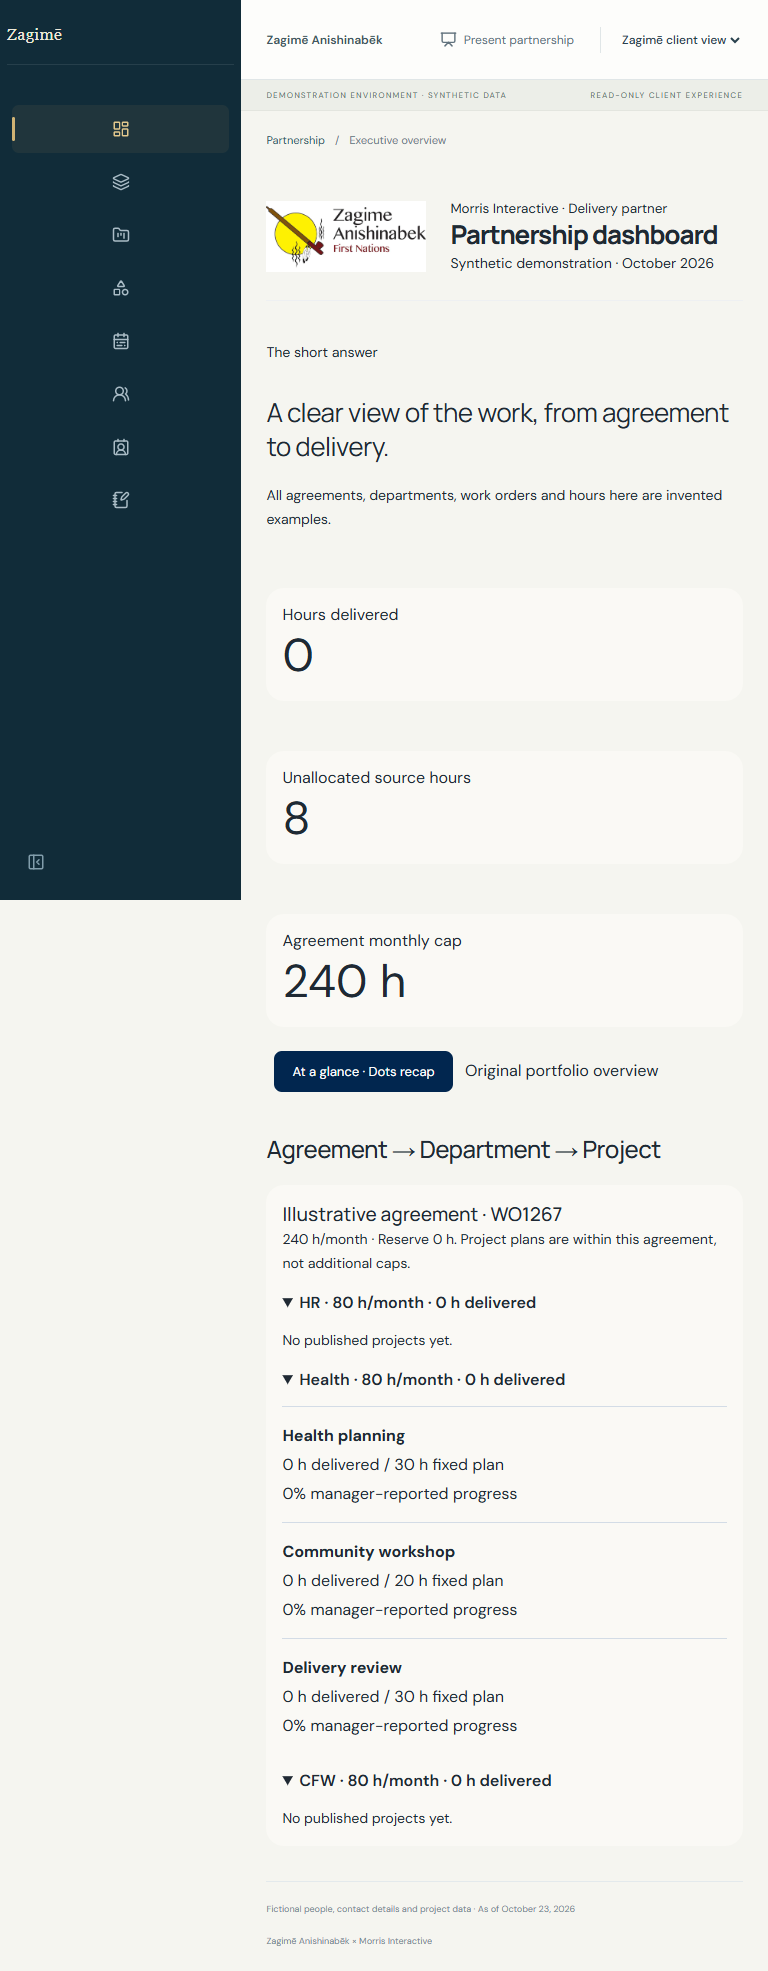 Zagimē
Zagimē Anishinabēk
Present partnership
Zagimē client view
DEMONSTRATION ENVIRONMENT · SYNTHETIC DATA
READ-ONLY CLIENT EXPERIENCE
Partnership / Executive overview
Zagime
Anishinabek
First Nations
Morris Interactive · Delivery partner
Partnership dashboard
Synthetic demonstration · October 2026
The short answer
A clear view of the work, from agreement
to delivery.
All agreements, departments, work orders and hours here are invented
examples.
Hours delivered
0
Unallocated source hours
8
Agreement monthly cap
240 h
At a glance · Dots recap
Original portfolio overview
Agreement → Department → Project
Illustrative agreement · WO1267
240 h/month · Reserve 0 h. Project plans are within this agreement,
not additional caps.
▼ HR · 80 h/month · 0 h delivered
No published projects yet.
▼ Health · 80 h/month · 0 h delivered
Health planning
0 h delivered / 30 h fixed plan
0% manager-reported progress
Community workshop
0 h delivered / 20 h fixed plan
0% manager-reported progress
Delivery review
0 h delivered / 30 h fixed plan
0% manager-reported progress
▼ CFW · 80 h/month · 0 h delivered
No published projects yet.
Fictional people, contact details and project data · As of October 23, 2026
Zagimē Anishinabēk × Morris Interactive